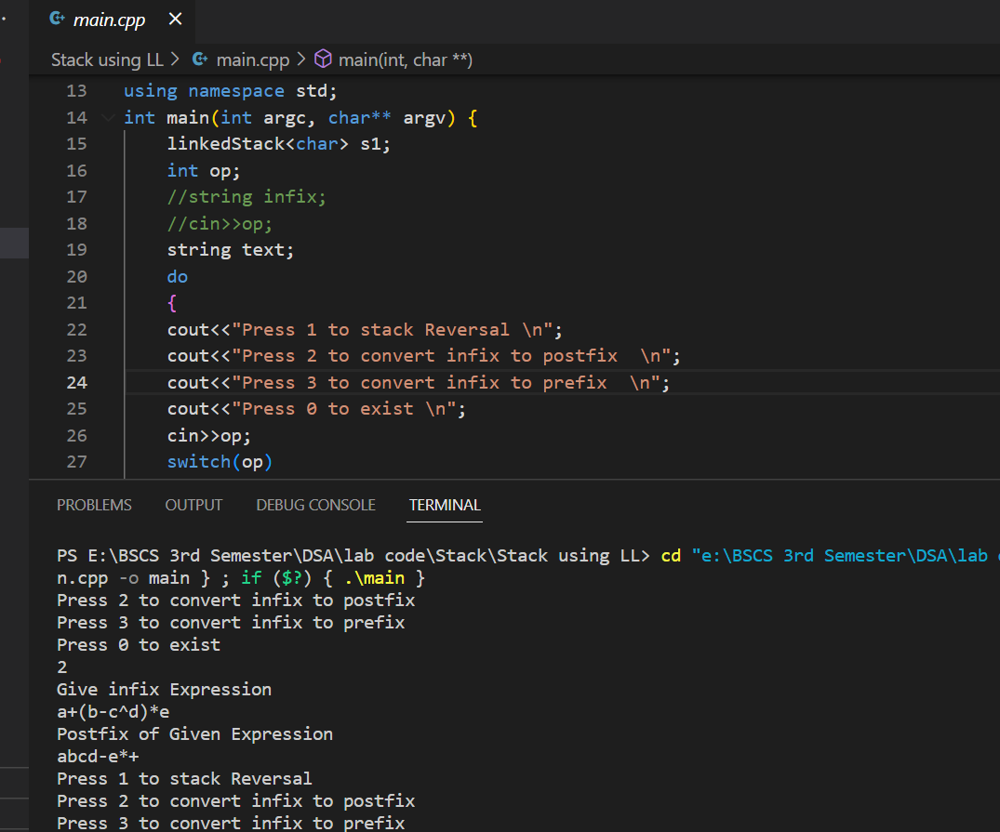 main.cpp
Stack using LL > main.cpp > main(int, char **)
13 using namespace std;
14 int main(int argc, char** argv) {
15 linkedStack<char> s1;
16 int op;
17 //string infix;
18 //cin>>op;
19 string text;
20 do
21 {
22 cout<<"Press 1 to stack Reversal \n";
23 cout<<"Press 2 to convert infix to postfix  \n";
24 cout<<"Press 3 to convert infix to prefix  \n";
25 cout<<"Press 0 to exist \n";
26 cin>>op;
27 switch(op)
PROBLEMS OUTPUT DEBUG CONSOLE TERMINAL
PS E:\BSCS 3rd Semester\DSA\lab code\Stack\Stack using LL> cd "e:\BSCS 3rd Semester\DSA\lab
n.cpp -o main } ; if ($?) { .\main }
Press 2 to convert infix to postfix
Press 3 to convert infix to prefix
Press 0 to exist
2
Give infix Expression
a+(b-c^d)*e
Postfix of Given Expression
abcd-e*+
Press 1 to stack Reversal
Press 2 to convert infix to postfix
Press 3 to convert infix to prefix